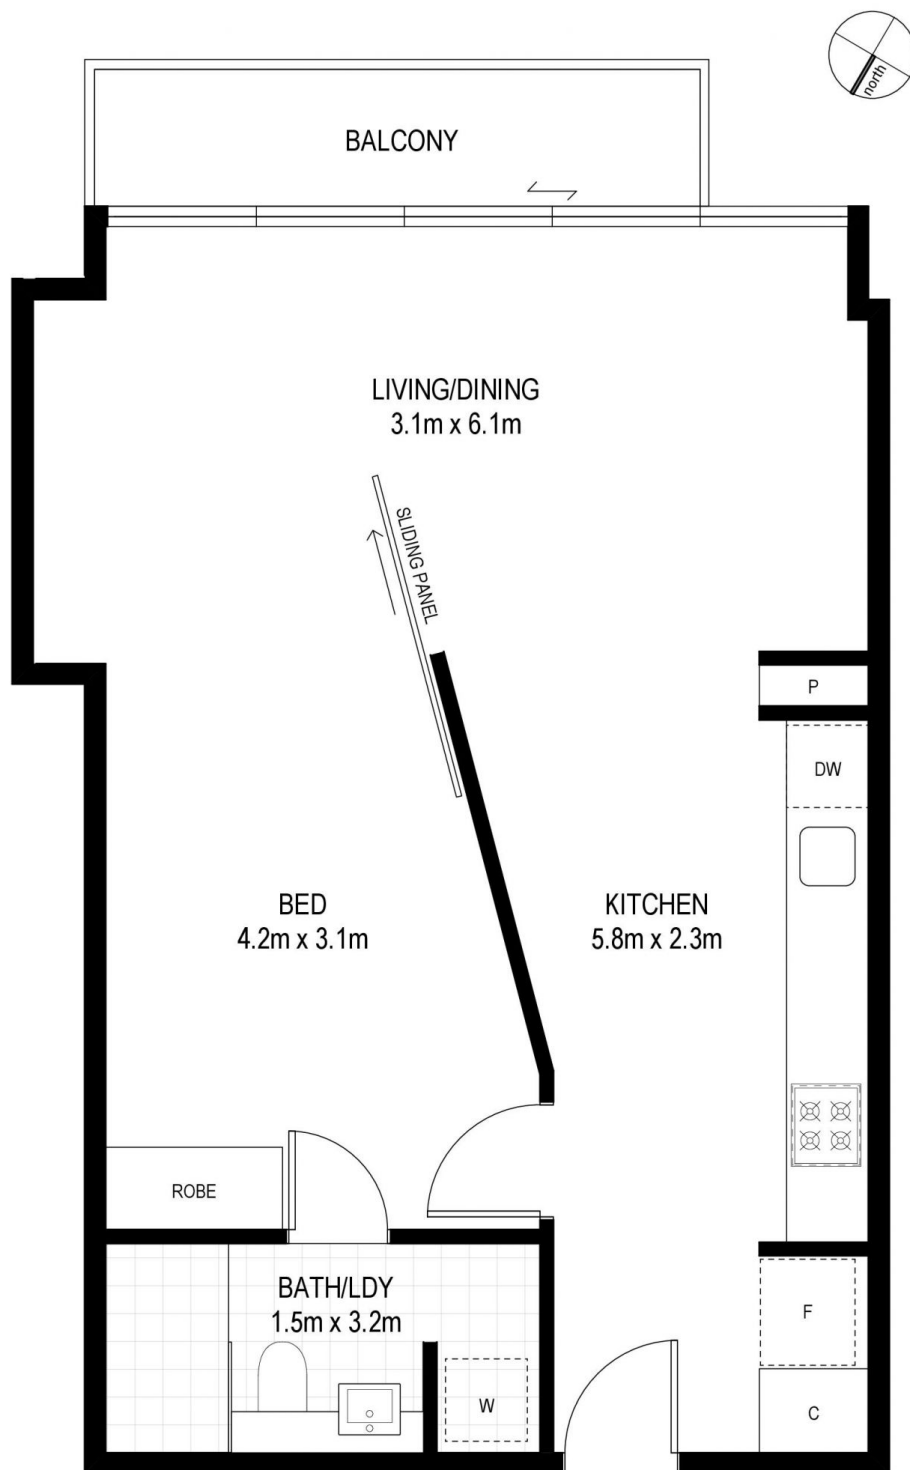 north
BALCONY
LIVING/DINING
3.1m x 6.1m
SLIDING PANEL
P
DW
BED
4.2m x 3.1m
KITCHEN
5.8m x 2.3m
ROBE
BATH/LDY
1.5m x 3.2m
F
W
C